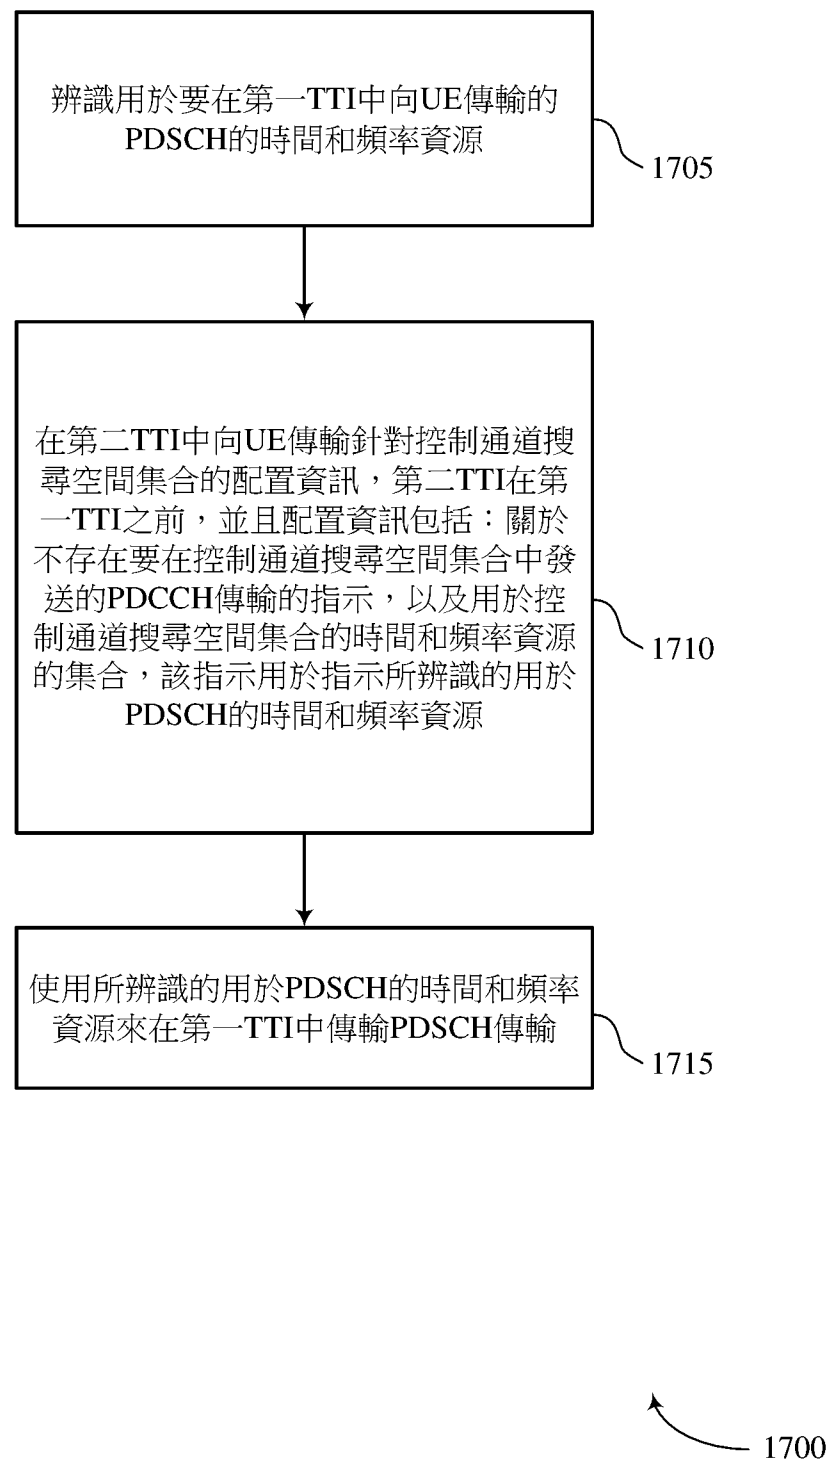 辨識用於要在第一TTI中向UE傳輸的
PDSCH的時間和頻率資源
1705
在第二TTI中向UE傳輸針對控制通道搜
尋空間集合的配置資訊，第二TTI在第
一TTI之前，並且配置資訊包括：關於
不存在要在控制通道搜尋空間集合中發
送的PDCCH傳輸的指示，以及用於控
制通道搜尋空間集合的時間和頻率資源
的集合，該指示用於指示所辨識的用於
PDSCH的時間和頻率資源
1710
使用所辨識的用於PDSCH的時間和頻率
資源來在第一TTI中傳輸PDSCH傳輸
1715
1700